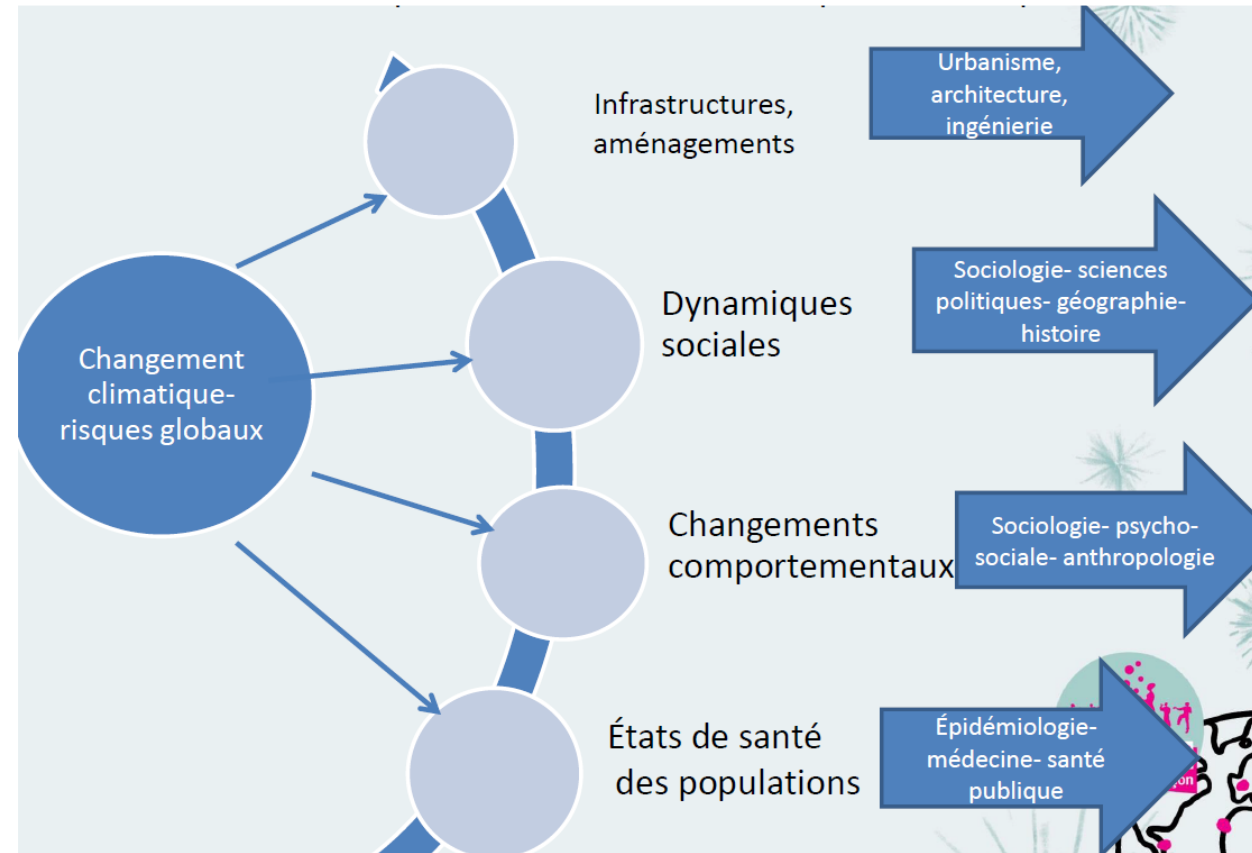 Infrastructures,
aménagements
Urbanisme,
architecture,
ingénierie
Changement
climatique-
risques globaux
Dynamiques
sociales
Sociologie- sciences
politiques- géographie-
histoire
Changements
comportementaux
Sociologie- psycho-
sociale- anthropologie
États de santé
des populations
Épidémiologie-
médecine- santé
publique